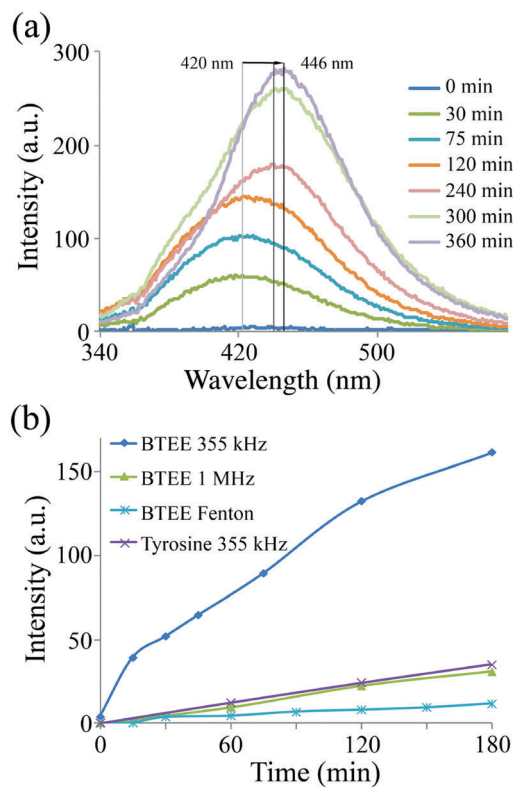 (a)
300
200
100
0
Intensity (a.u.)
420 nm
446 nm
0 min
30 min
75 min
120 min
240 min
300 min
360 min
340
420
500
Wavelength (nm)
(b)
BTEE 355 kHz
BTEE 1 MHz
BTEE Fenton
Tyrosine 355 kHz
150
100
50
0
Intensity (a.u.)
0
60
120
180
Time (min)